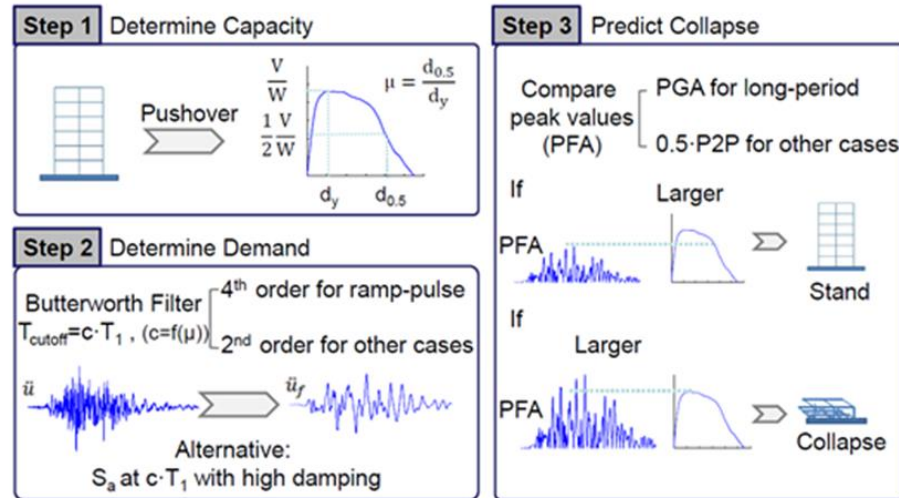 Step 1 Determine Capacity
Pushover
V/W
1/2 V/W
μ = d0.5/dy
dy d0.5
Step 2 Determine Demand
Butterworth Filter
Tcutoff=c·T1 , (c=f(μ))
4th order for ramp-pulse
2nd order for other cases
ü
üf
Alternative:
Sa at c·T1 with high damping
Step 3 Predict Collapse
Compare
peak values
(PFA)
PGA for long-period
0.5·P2P for other cases
If
Larger
PFA
Stand
If
Larger
PFA
Collapse